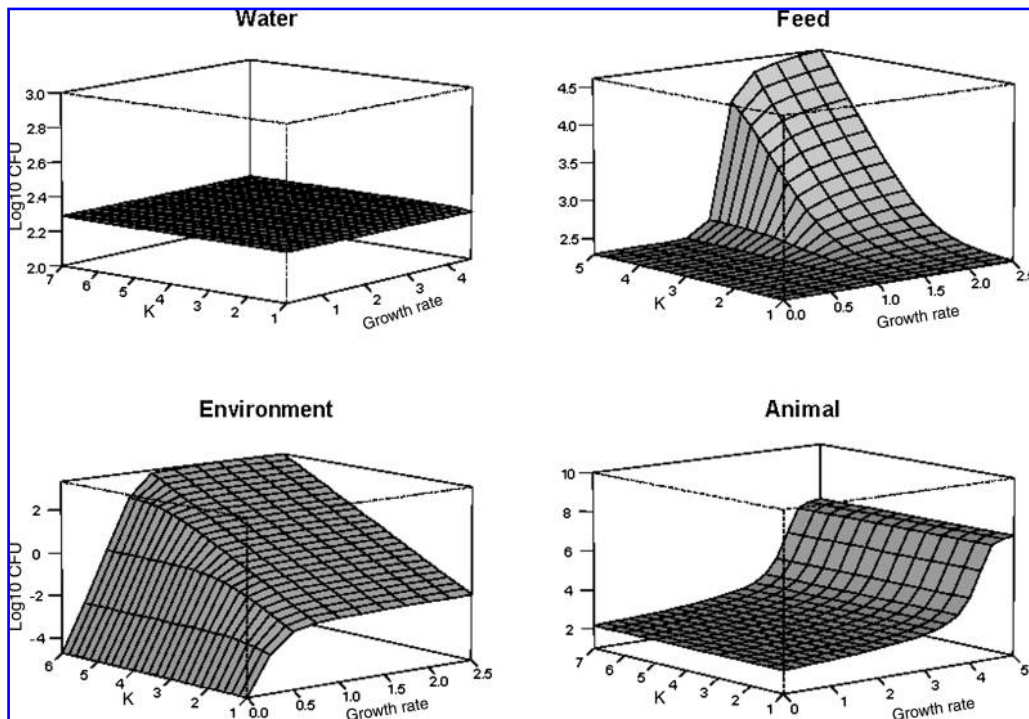 Water
Log10 CFU
3.0
2.8
2.6
2.4
2.2
2.0
7 6 5 4 3 2 1
K
1 2 3 4
Growth rate
Feed
4.5
4.0
3.5
3.0
2.5
5 4 3 2 1
K
0.0 0.5 1.0 1.5 2.0 2.5
Growth rate
Environment
Log10 CFU
2
0
-2
-4
6 5 4 3 2 1
K
0.0 0.5 1.0 1.5 2.0 2.5
Growth rate
Animal
10
8
6
4
2
7 6 5 4 3 2 1
K
0 1 2 3 4 5
Growth rate